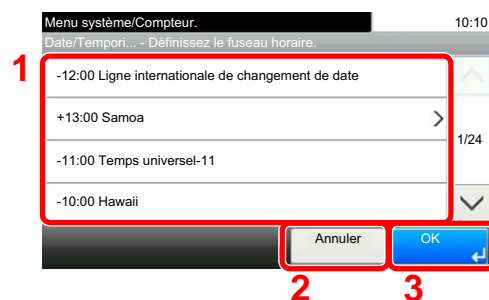 Menu système/Compteur. 10:10
Date/Tempori... - Définissez le fuseau horaire.
1
-12:00 Ligne internationale de changement de date
+13:00 Samoa
1/24
-11:00 Temps universel-11
-10:00 Hawaii
Annuler OK
2 3